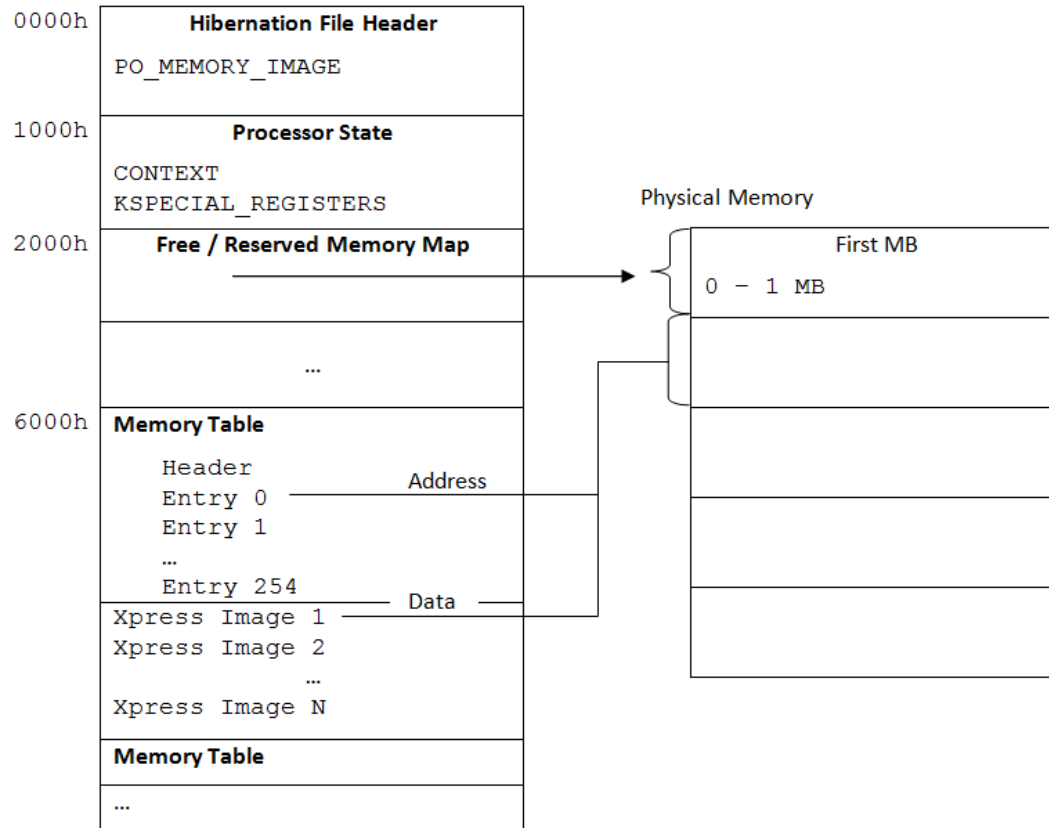 0000h
Hibernation File Header
PO_MEMORY_IMAGE
1000h
Processor State
CONTEXT
KSPECIAL_REGISTERS
Physical Memory
2000h
Free / Reserved Memory Map
First MB
0 – 1 MB
…
6000h
Memory Table
Header
Entry 0
Address
Entry 1
…
Entry 254
Data
Xpress Image 1
Xpress Image 2
…
Xpress Image N
Memory Table
…